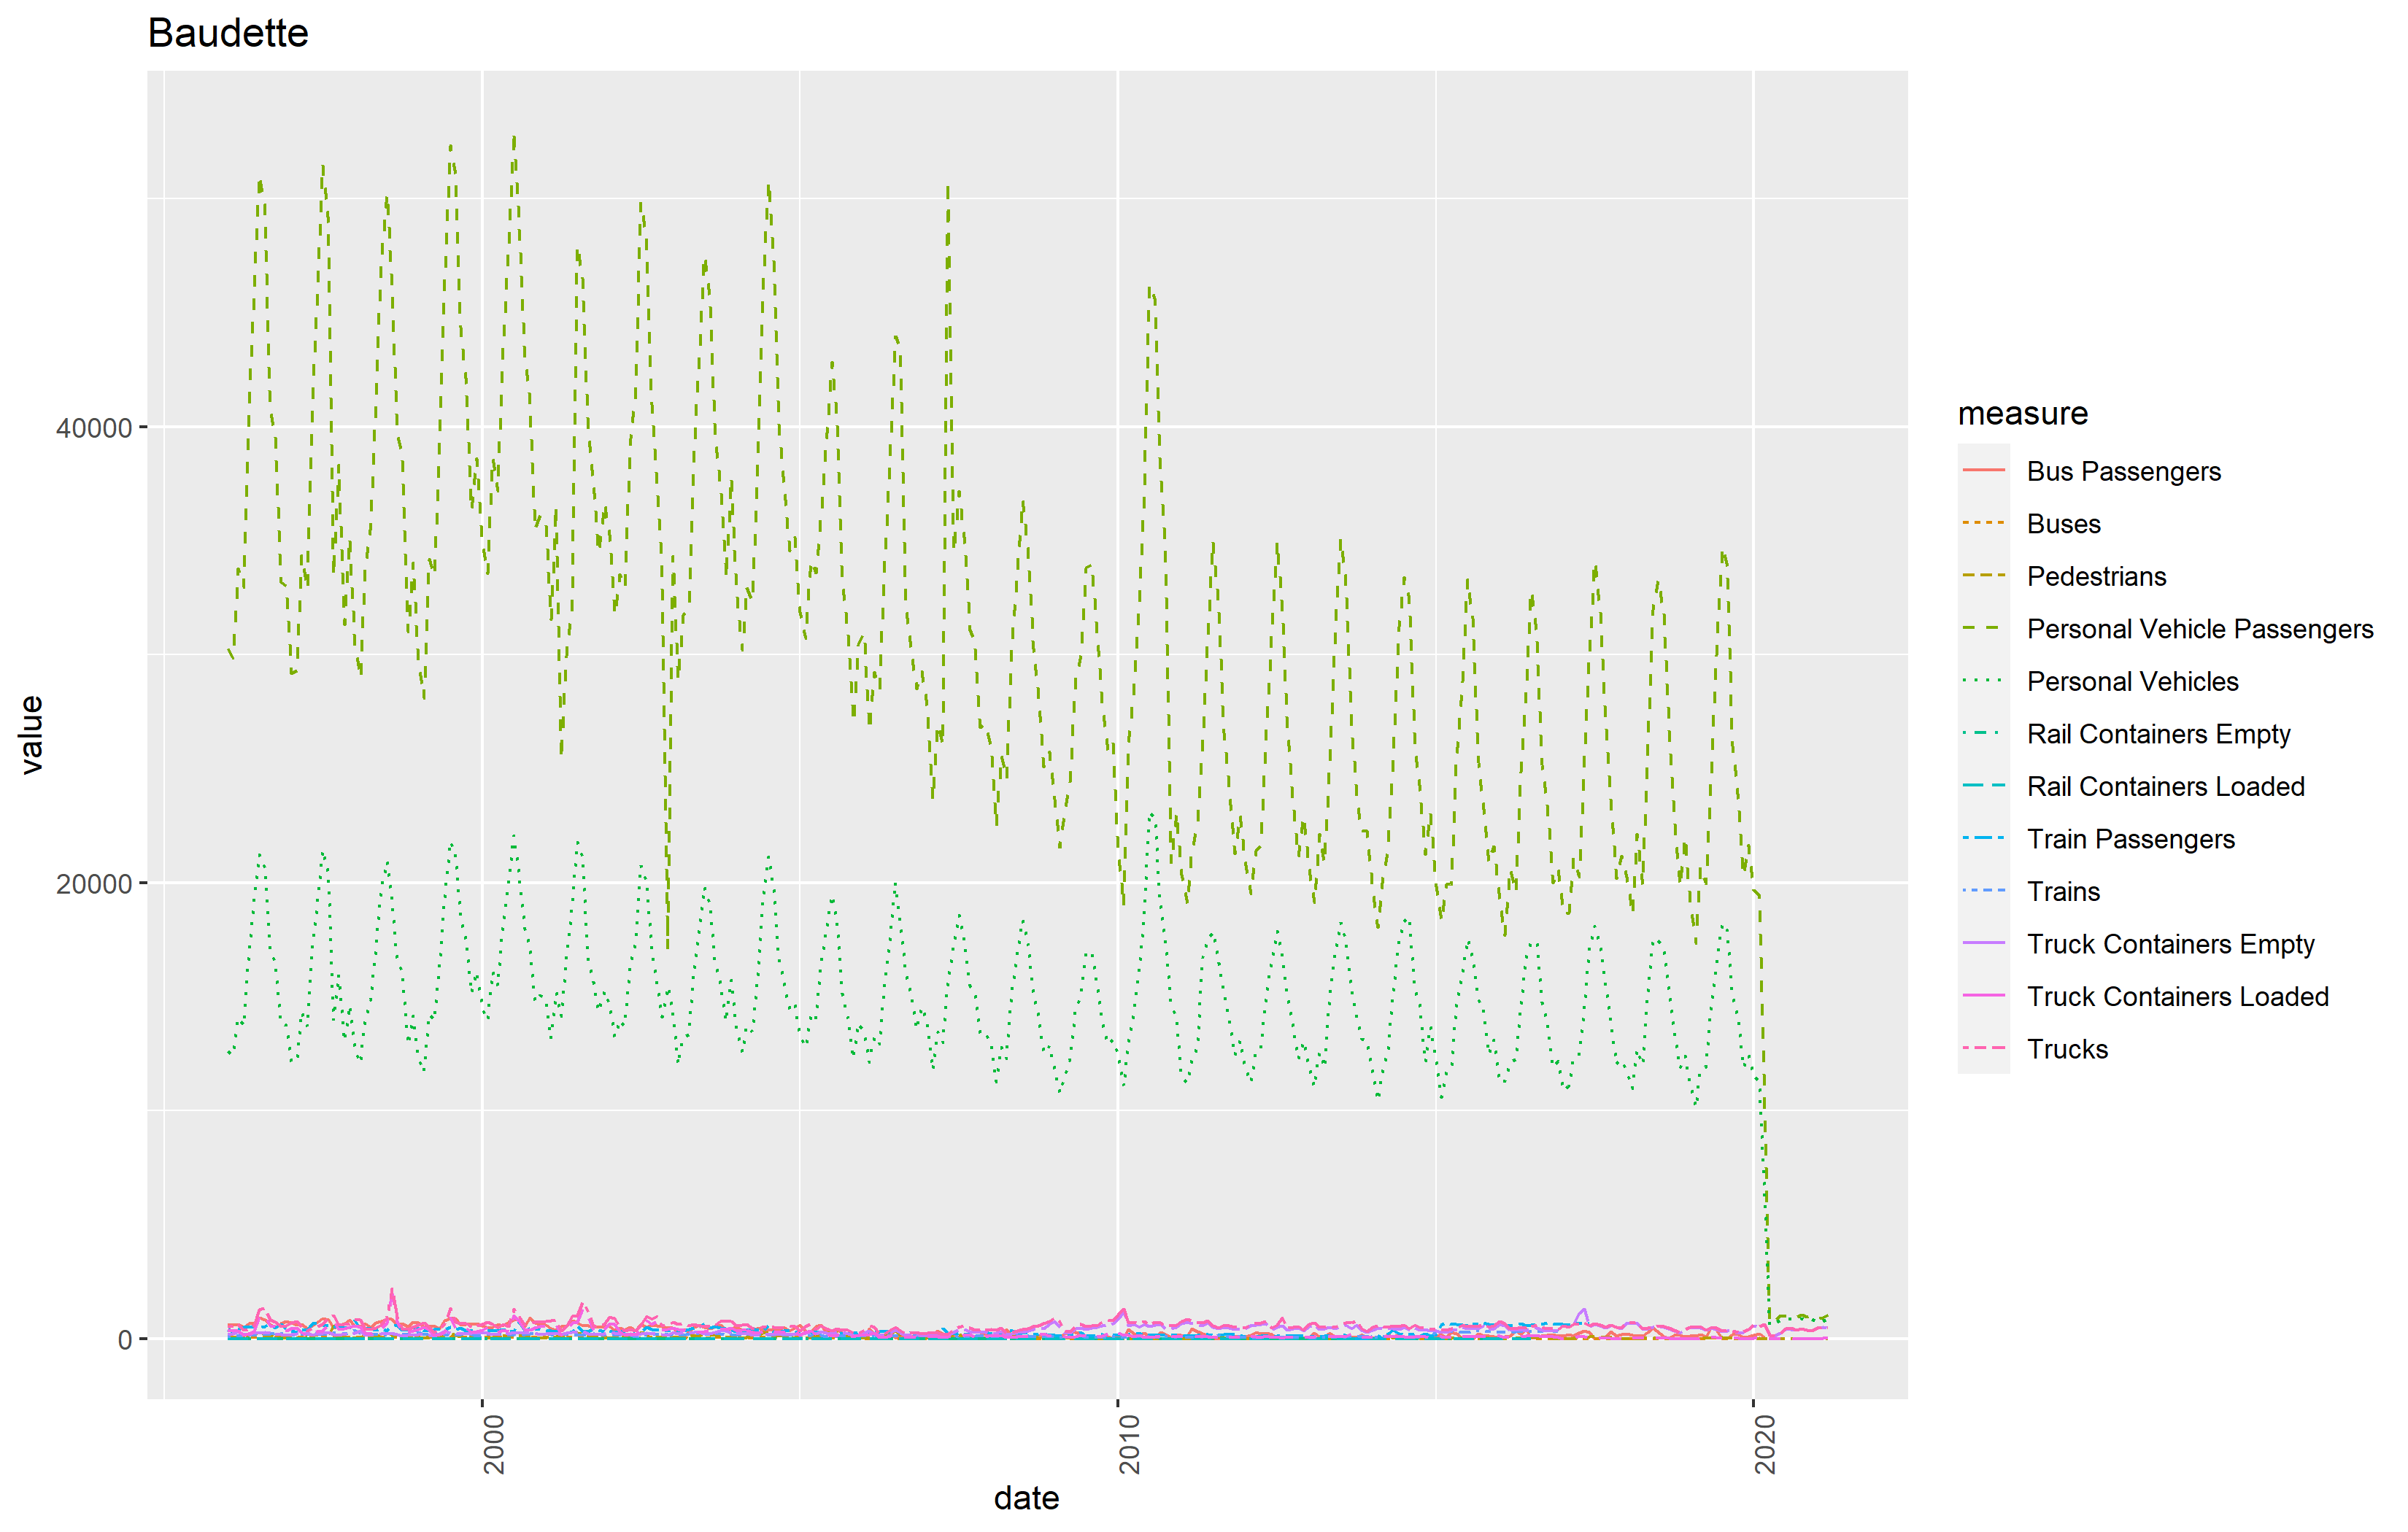 Baudette
value
40000
20000
0
2000
2010
2020
date
measure
Bus Passengers
Buses
Pedestrians
Personal Vehicle Passengers
Personal Vehicles
Rail Containers Empty
Rail Containers Loaded
Train Passengers
Trains
Truck Containers Empty
Truck Containers Loaded
Trucks